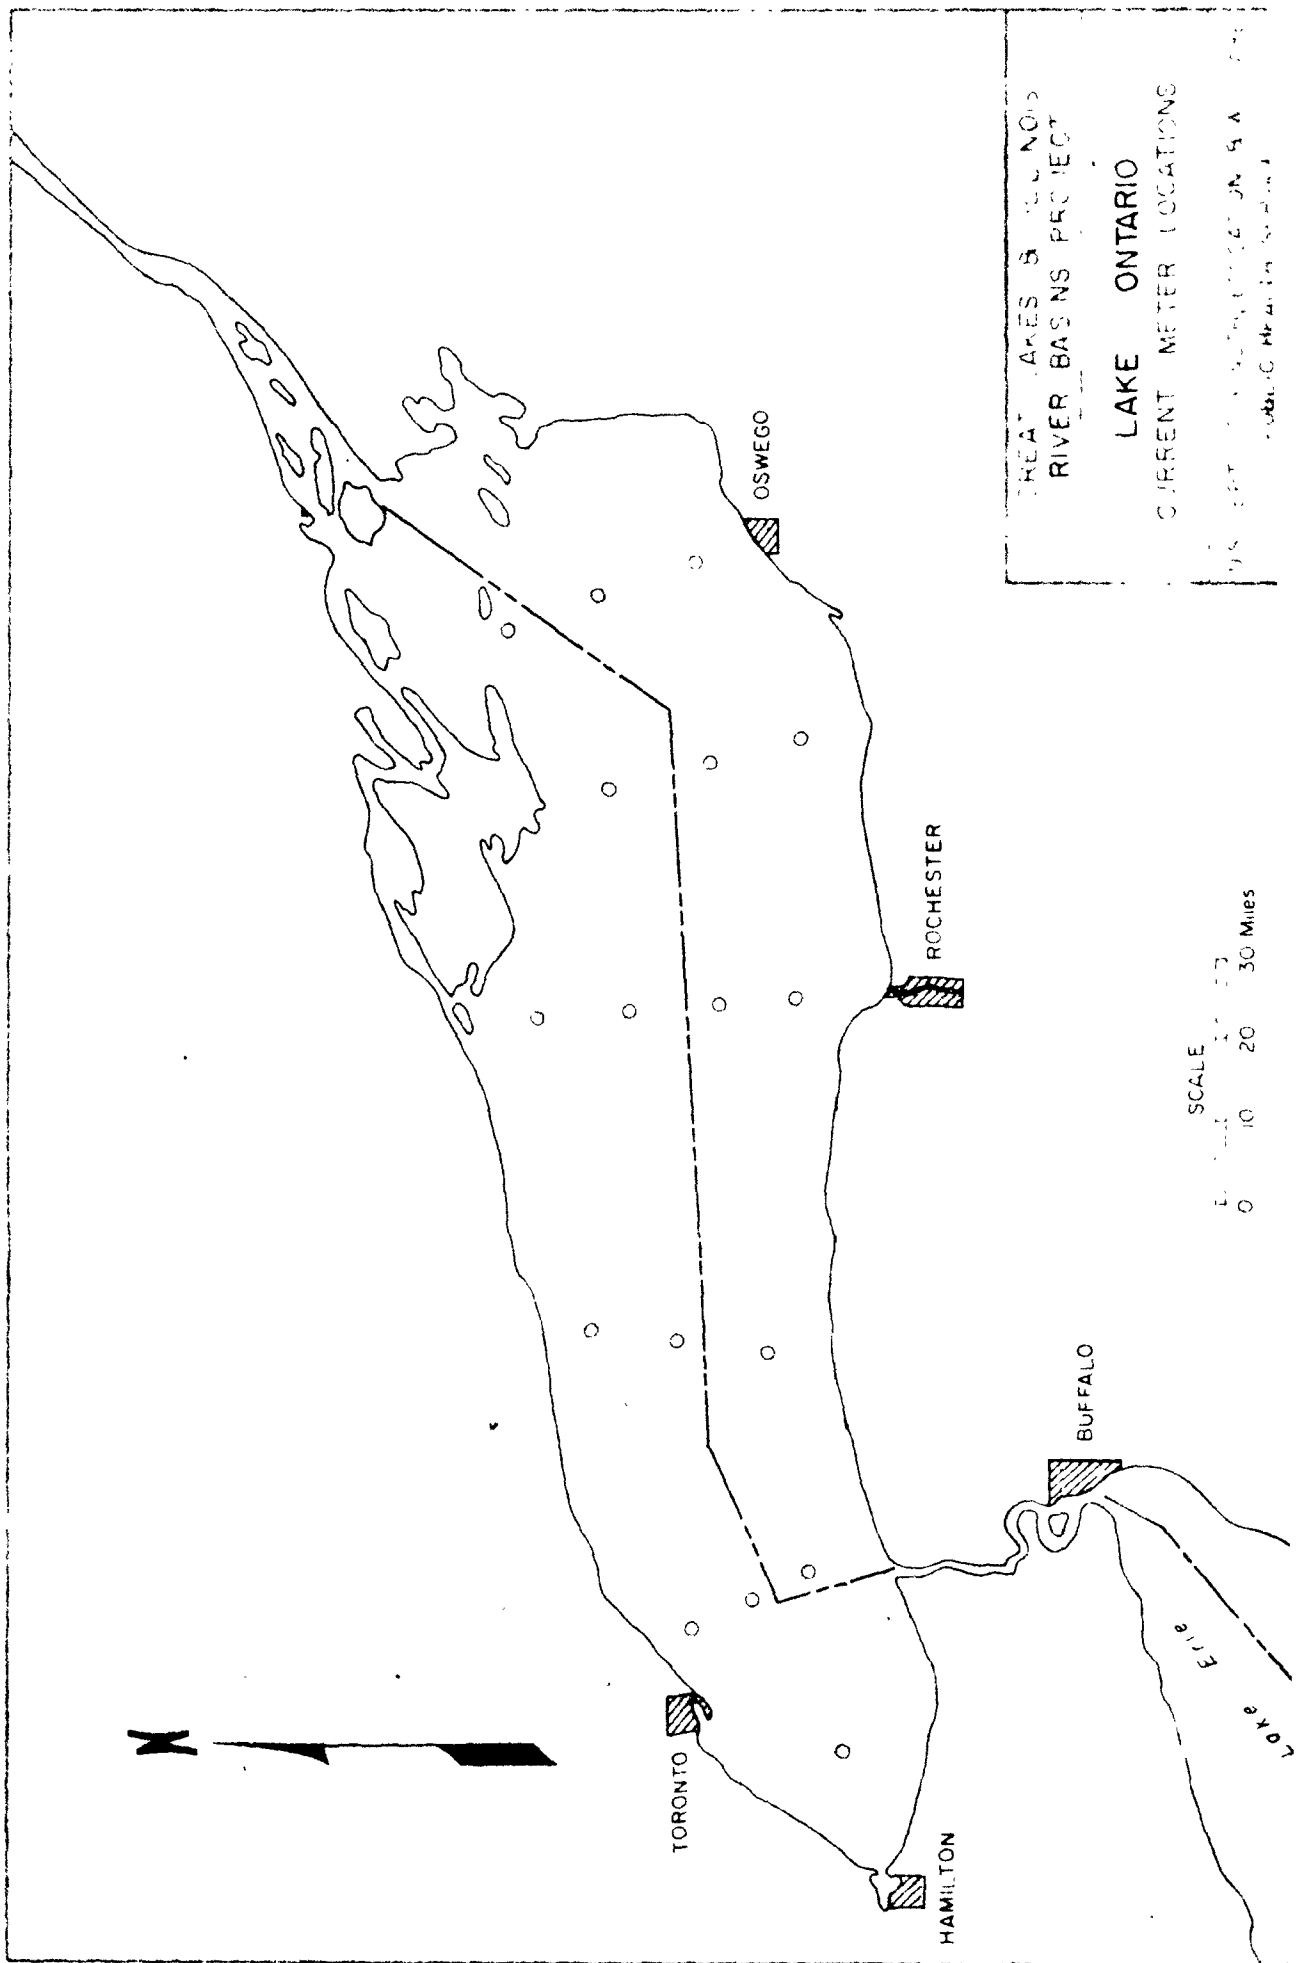 RIVER BASINS PROJECT
LAKE ONTARIO
CURRENT METER LOCATIONS
OSWEGO
ROCHESTER
SCALE
0 10 20 30 Miles
BUFFALO
Lake Erie
TORONTO
HAMILTON
N